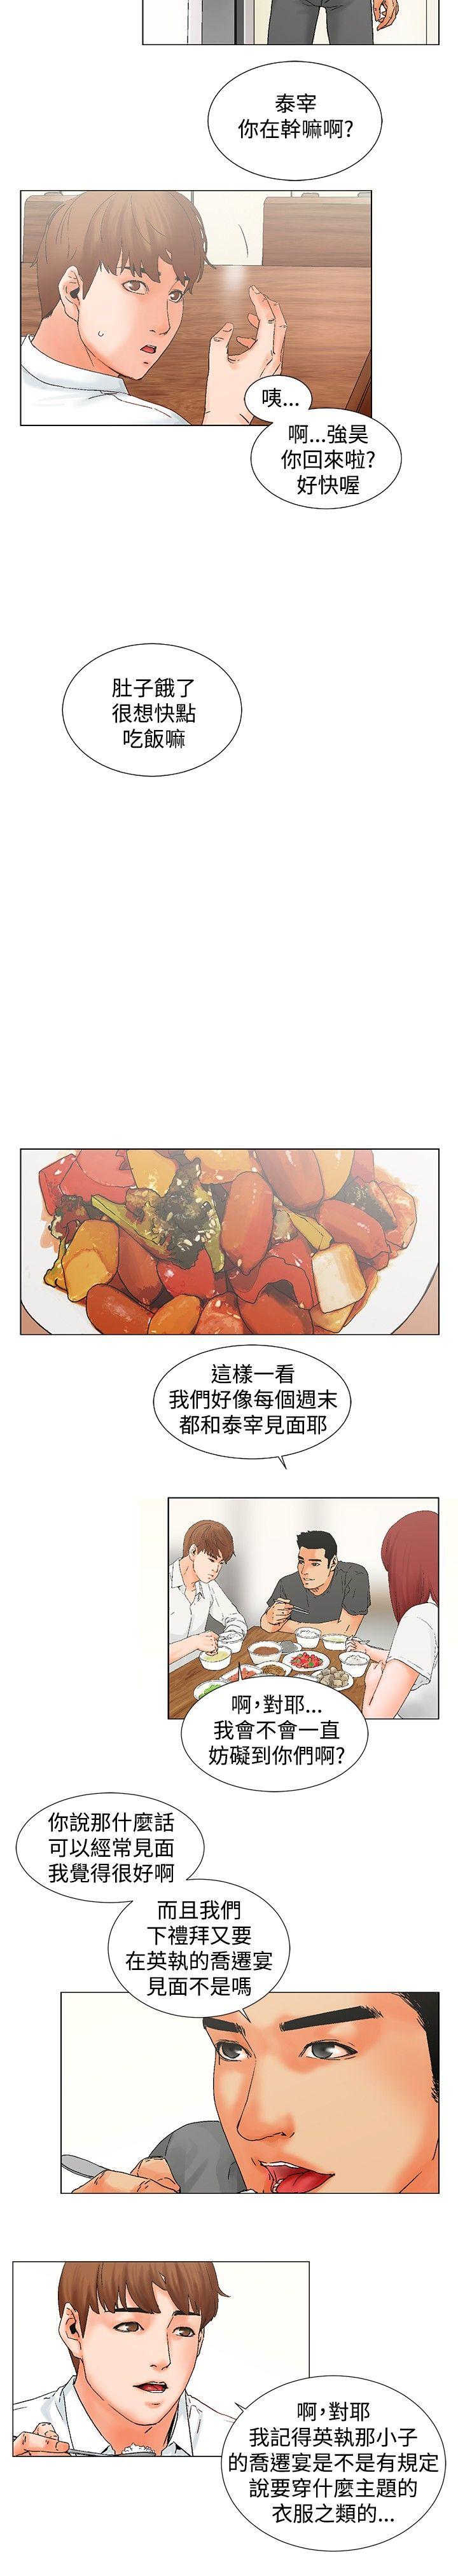 泰宰
你在幹嘛啊?
咦...
啊...強昊
你回來啦?
好快喔
肚子餓了
很想快點
吃飯嘛
這樣一看
我們好像每個週末
都和泰宰見面耶
啊，對耶...
我會不會一直
妨礙到你們啊?
你說那什麼話
可以經常見面
我覺得很好啊
而且我們
下禮拜又要
在英執的喬遷宴
見面不是嗎
啊，對耶
我記得英執那小子
的喬遷宴是不是有規定
說要穿什麼主題的
衣服之類的...